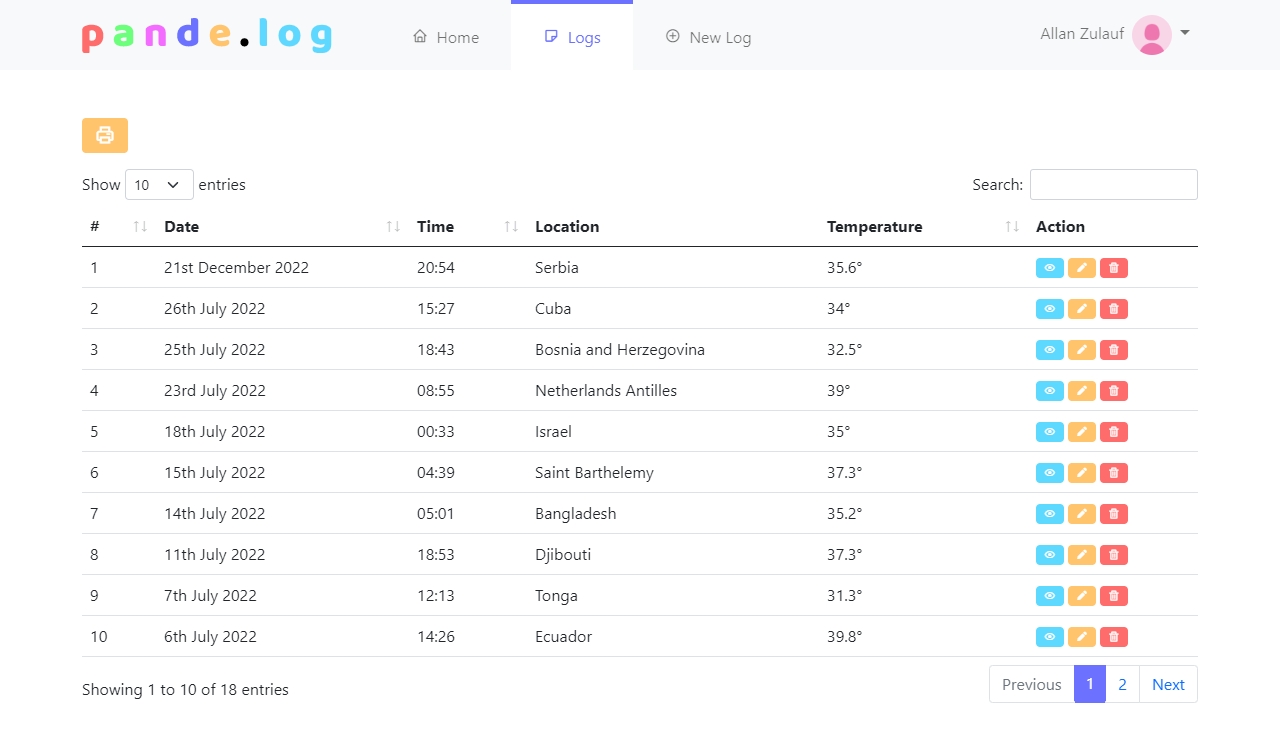 pande.log Home Logs New Log Allan Zulauf
Show 10 entries Search:
# Date Time Location Temperature Action
1 21st December 2022 20:54 Serbia 35.6°
2 26th July 2022 15:27 Cuba 34°
3 25th July 2022 18:43 Bosnia and Herzegovina 32.5°
4 23rd July 2022 08:55 Netherlands Antilles 39°
5 18th July 2022 00:33 Israel 35°
6 15th July 2022 04:39 Saint Barthelemy 37.3°
7 14th July 2022 05:01 Bangladesh 35.2°
8 11th July 2022 18:53 Djibouti 37.3°
9 7th July 2022 12:13 Tonga 31.3°
10 6th July 2022 14:26 Ecuador 39.8°
Showing 1 to 10 of 18 entries Previous 1 2 Next